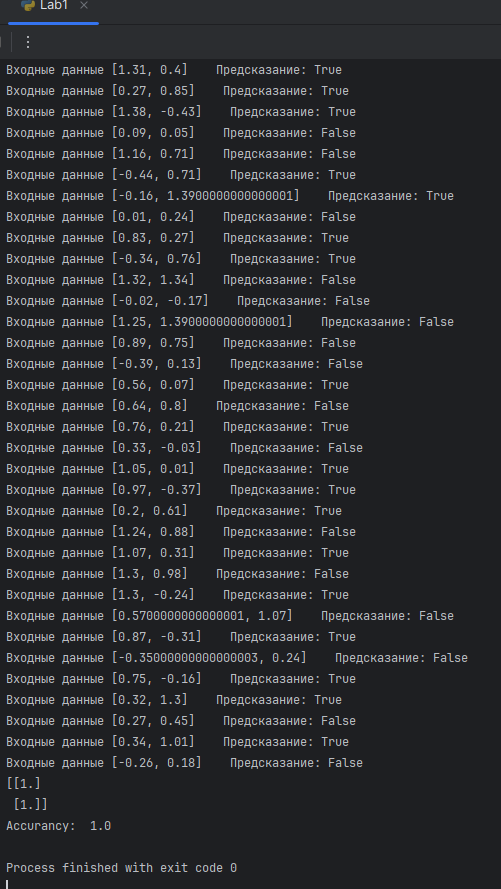 Lab1
Входные данные [1.31, 0.4]    Предсказание: True
Входные данные [0.27, 0.85]    Предсказание: True
Входные данные [1.38, -0.43]    Предсказание: True
Входные данные [0.09, 0.05]    Предсказание: False
Входные данные [1.16, 0.71]    Предсказание: False
Входные данные [-0.44, 0.71]    Предсказание: True
Входные данные [-0.16, 1.3900000000000001]    Предсказание: True
Входные данные [0.01, 0.24]    Предсказание: False
Входные данные [0.83, 0.27]    Предсказание: True
Входные данные [-0.34, 0.76]    Предсказание: True
Входные данные [1.32, 1.34]    Предсказание: False
Входные данные [-0.02, -0.17]    Предсказание: False
Входные данные [1.25, 1.3900000000000001]    Предсказание: False
Входные данные [0.89, 0.75]    Предсказание: False
Входные данные [-0.39, 0.13]    Предсказание: False
Входные данные [0.56, 0.07]    Предсказание: True
Входные данные [0.64, 0.8]    Предсказание: False
Входные данные [0.76, 0.21]    Предсказание: True
Входные данные [0.33, -0.03]    Предсказание: False
Входные данные [1.05, 0.01]    Предсказание: True
Входные данные [0.97, -0.37]    Предсказание: True
Входные данные [0.2, 0.61]    Предсказание: True
Входные данные [1.24, 0.88]    Предсказание: False
Входные данные [1.07, 0.31]    Предсказание: True
Входные данные [1.3, 0.98]    Предсказание: False
Входные данные [1.3, -0.24]    Предсказание: True
Входные данные [0.5700000000000001, 1.07]    Предсказание: False
Входные данные [0.87, -0.31]    Предсказание: True
Входные данные [-0.35000000000000003, 0.24]    Предсказание: False
Входные данные [0.75, -0.16]    Предсказание: True
Входные данные [0.32, 1.3]    Предсказание: True
Входные данные [0.27, 0.45]    Предсказание: False
Входные данные [0.34, 1.01]    Предсказание: True
Входные данные [-0.26, 0.18]    Предсказание: False
[[1.]
 [1.]]
Accurancy:  1.0
Process finished with exit code 0